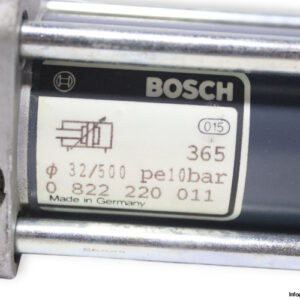 BOSCH
015
365
ϕ 32/500 pe10bar
0 822 220 011
Made in Germany